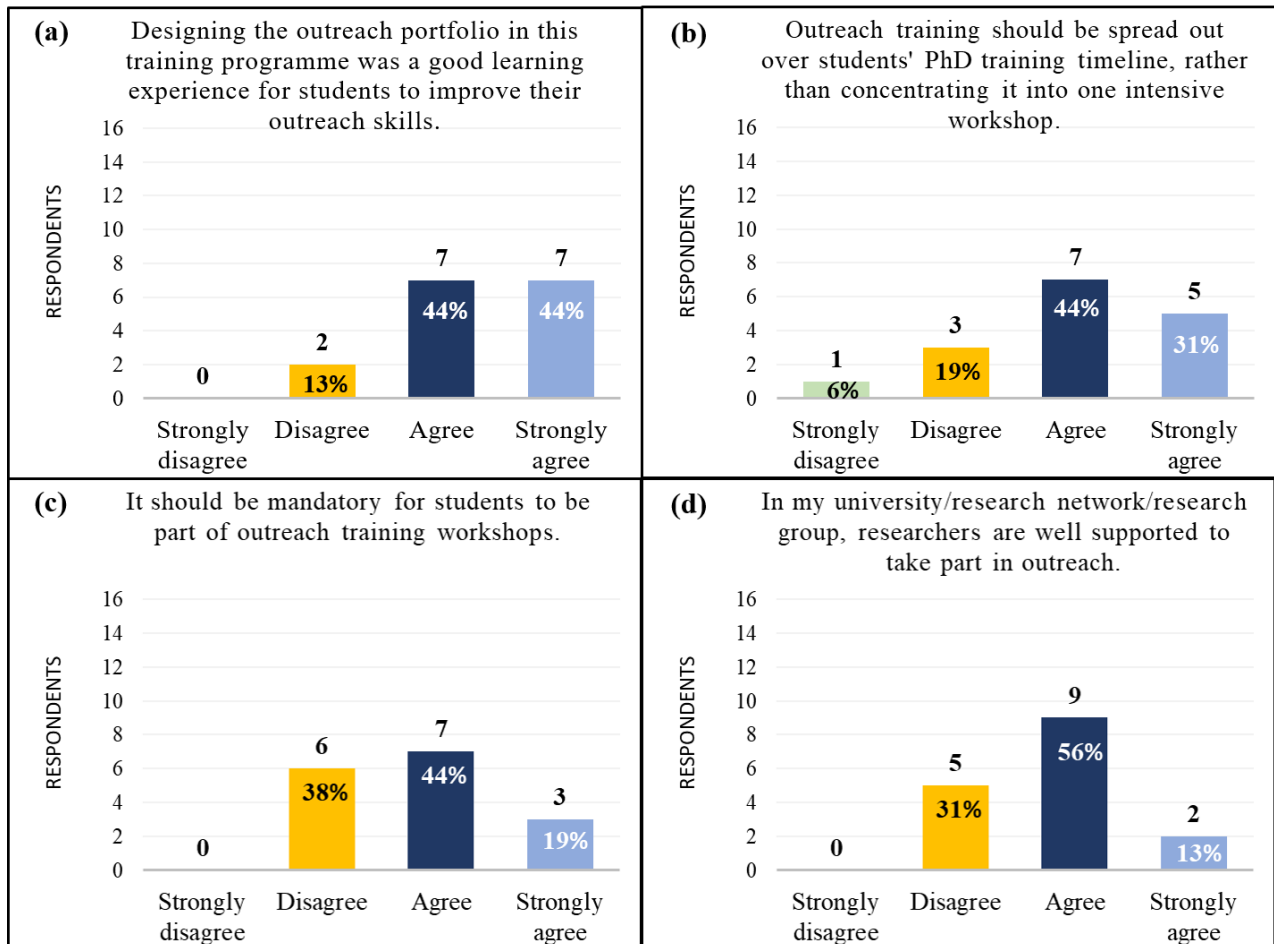 (a) Designing the outreach portfolio in this
training programme was a good learning
experience for students to improve their
outreach skills.
16
14
12
10
8
6
4
2
0
RESPONDENTS
0
2
13%
7
44%
7
44%
Strongly
disagree
Disagree
Agree
Strongly
agree
(b) Outreach training should be spread out
over students' PhD training timeline, rather
than concentrating it into one intensive
workshop.
16
14
12
10
8
6
4
2
0
RESPONDENTS
1
6%
3
19%
7
44%
5
31%
Strongly
disagree
Disagree
Agree
Strongly
agree
(c) It should be mandatory for students to be
part of outreach training workshops.
16
14
12
10
8
6
4
2
0
RESPONDENTS
0
6
38%
7
44%
3
19%
Strongly
disagree
Disagree
Agree
Strongly
agree
(d) In my university/research network/research
group, researchers are well supported to
take part in outreach.
16
14
12
10
8
6
4
2
0
RESPONDENTS
0
5
31%
9
56%
2
13%
Strongly
disagree
Disagree
Agree
Strongly
agree